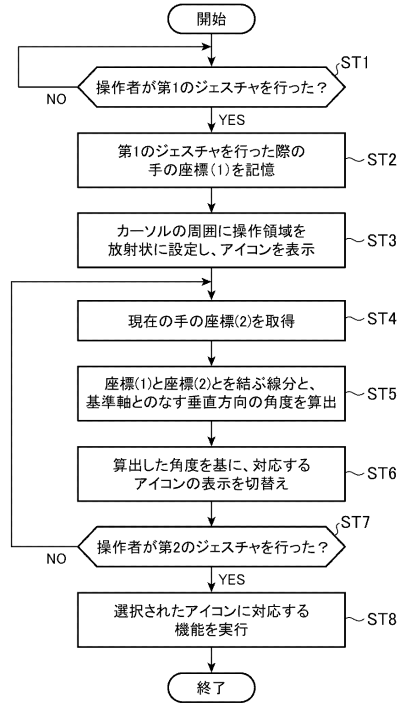 開始
操作者が第1のジェスチャを行った?
ST1
NO
YES
第1のジェスチャを行った際の
手の座標(1)を記憶
ST2
カーソルの周囲に操作領域を
放射状に設定し、アイコンを表示
ST3
現在の手の座標(2)を取得
ST4
座標(1)と座標(2)とを結ぶ線分と、
基準軸とのなす垂直方向の角度を算出
ST5
算出した角度を基に、対応する
アイコンの表示を切替え
ST6
操作者が第2のジェスチャを行った?
ST7
NO
YES
選択されたアイコンに対応する
機能を実行
ST8
終了